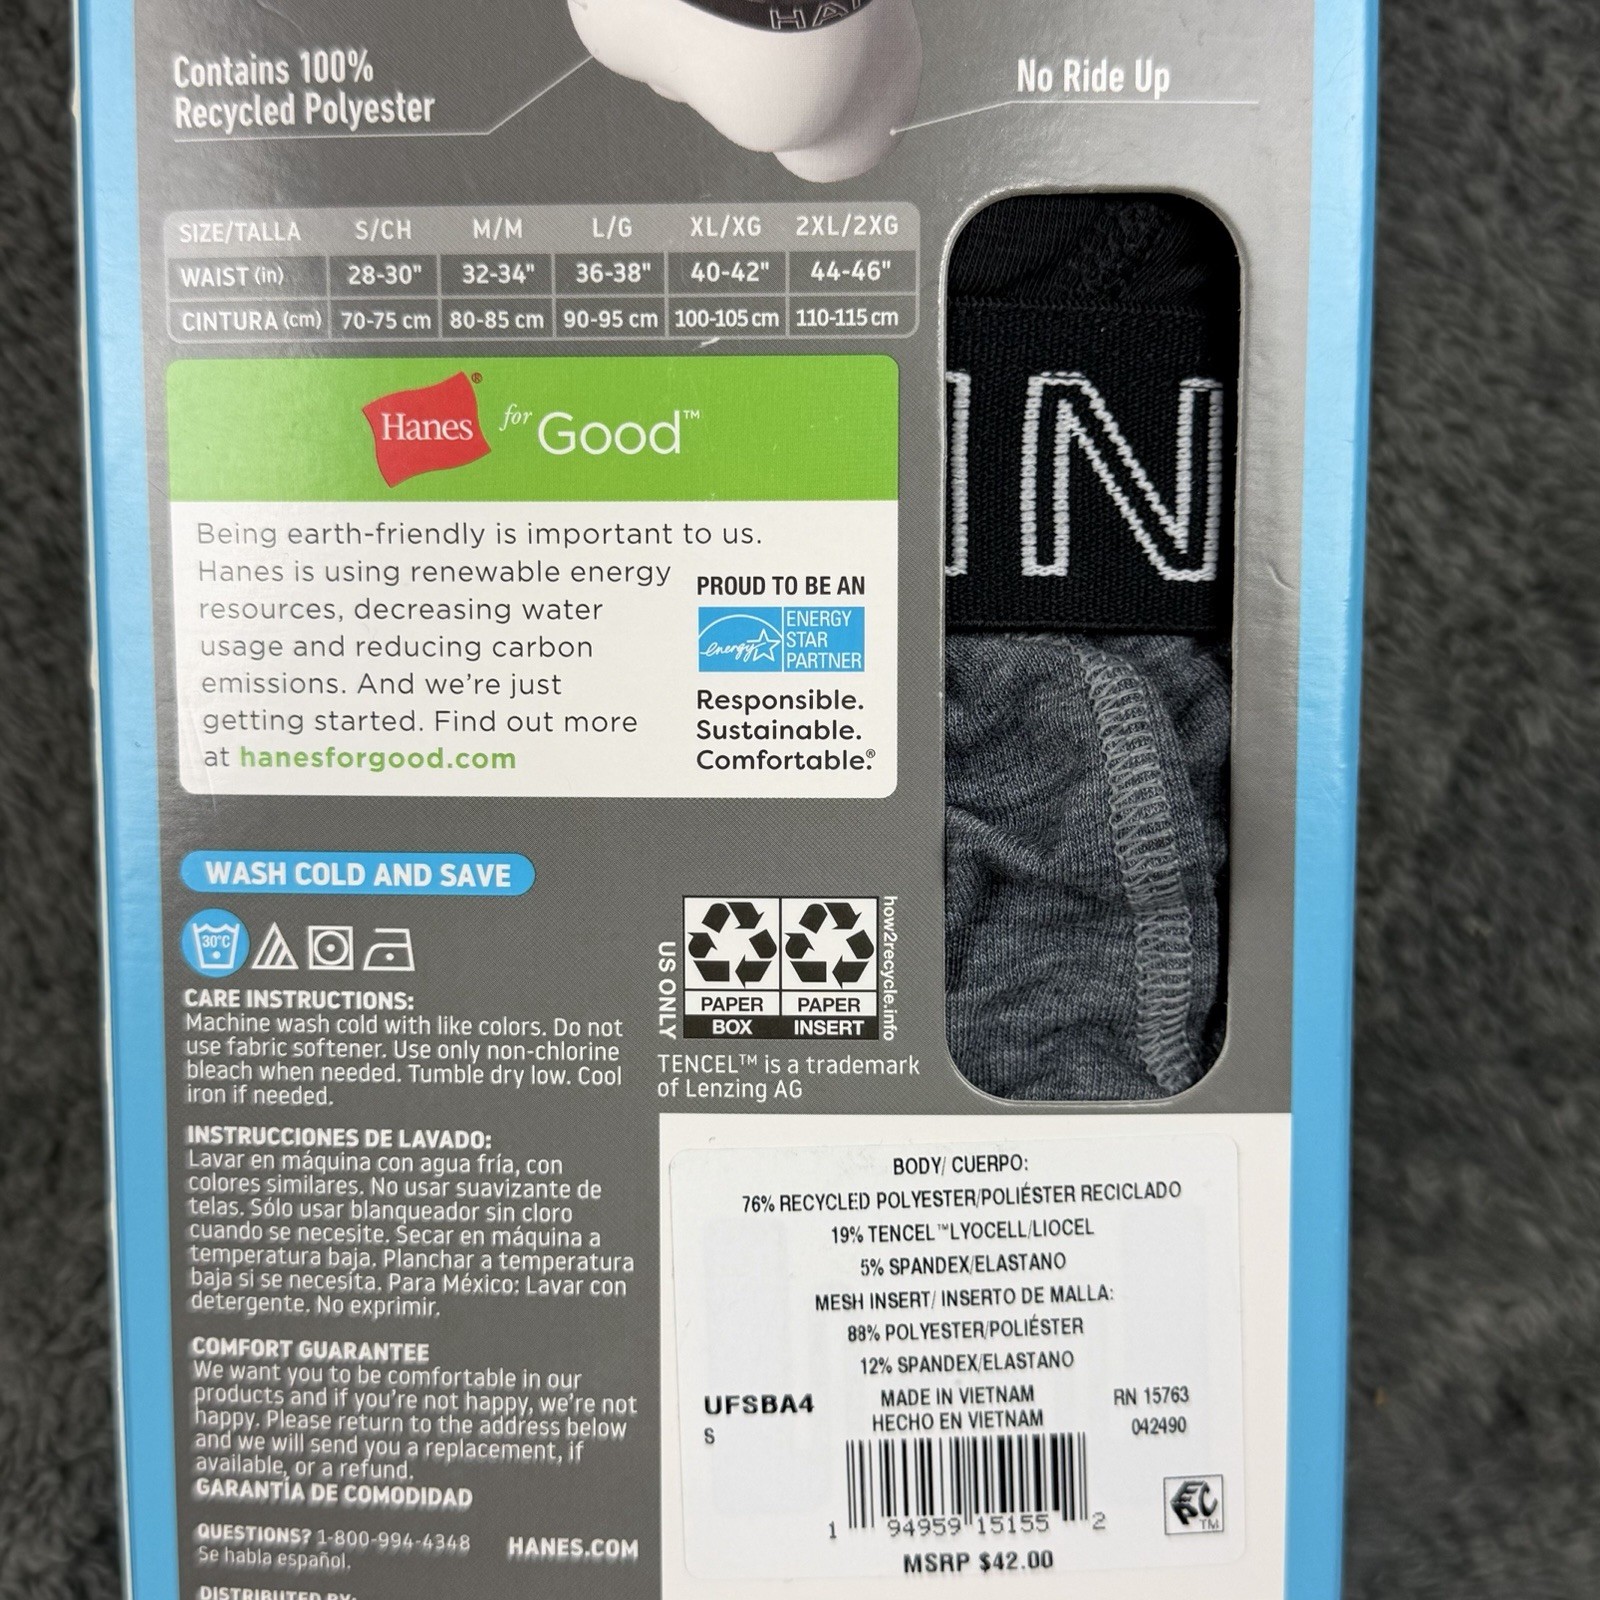 HA
Contains 100%
Recycled Polyester
No Ride Up
SIZE/TALLA S/CH M/M L/G XL/XG 2XL/2XG
WAIST (in) 28-30" 32-34" 36-38" 40-42" 44-46"
CINTURA (cm) 70-75 cm 80-85 cm 90-95 cm 100-105 cm 110-115 cm
N
Hanes® for Good™
Being earth-friendly is important to us.
Hanes is using renewable energy
resources, decreasing water
usage and reducing carbon
emissions. And we're just
getting started. Find out more
at hanesforgood.com
PROUD TO BE AN
energy
ENERGY
STAR
PARTNER
Responsible.
Sustainable.
Comfortable.®
WASH COLD AND SAVE
30°C
CARE INSTRUCTIONS:
Machine wash cold with like colors. Do not
use fabric softener. Use only non-chlorine
bleach when needed. Tumble dry low. Cool
iron if needed.
US ONLY
PAPER PAPER
BOX INSERT
how2recycle.info
TENCEL™ is a trademark
of Lenzing AG
INSTRUCCIONES DE LAVADO:
Lavar en máquina con agua fría, con
colores similares. No usar suavizante de
telas. Sólo usar blanqueador sin cloro
cuando se necesite. Secar en máquina a
temperatura baja. Planchar a temperatura
baja si se necesita. Para México: Lavar con
detergente. No exprimir.
COMFORT GUARANTEE
We want you to be comfortable in our
products and if you're not happy, we're not
happy. Please return to the address below
and we will send you a replacement, if
available, or a refund.
GARANTÍA DE COMODIDAD
QUESTIONS? 1-800-994-4348
Se habla español.
HANES.COM
DISTRIBUTED BY:
BODY/ CUERPO:
76% RECYCLED POLYESTER/POLIÉSTER RECICLADO
19% TENCEL™LYOCELL/LIOCEL
5% SPANDEX/ELASTANO
MESH INSERT/ INSERTO DE MALLA:
88% POLYESTER/POLIÉSTER
12% SPANDEX/ELASTANO
UFSBA4
S
MADE IN VIETNAM
HECHO EN VIETNAM
RN 15763
042490
1 94959 15155 2
EPC
TM
MSRP $42.00